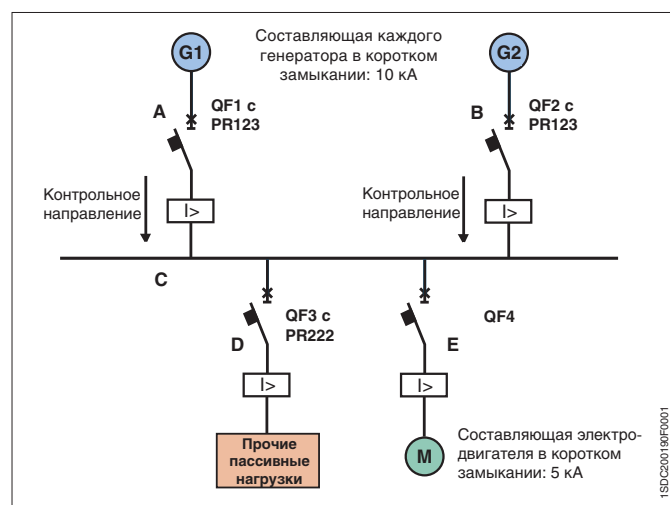 G1
Составляющая каждого
генератора в коротком
замыкании: 10 кА
G2
A
QF1 с
PR123
B
QF2 с
PR123
Контрольное
направление
I>
Контрольное
направление
I>
C
QF3 с
PR222
D
QF4
E
I>
I>
Прочие
пассивные
нагрузки
M
Составляющая электро-
двигателя в коротком
замыкании: 5 кА
1SDC200190F0001